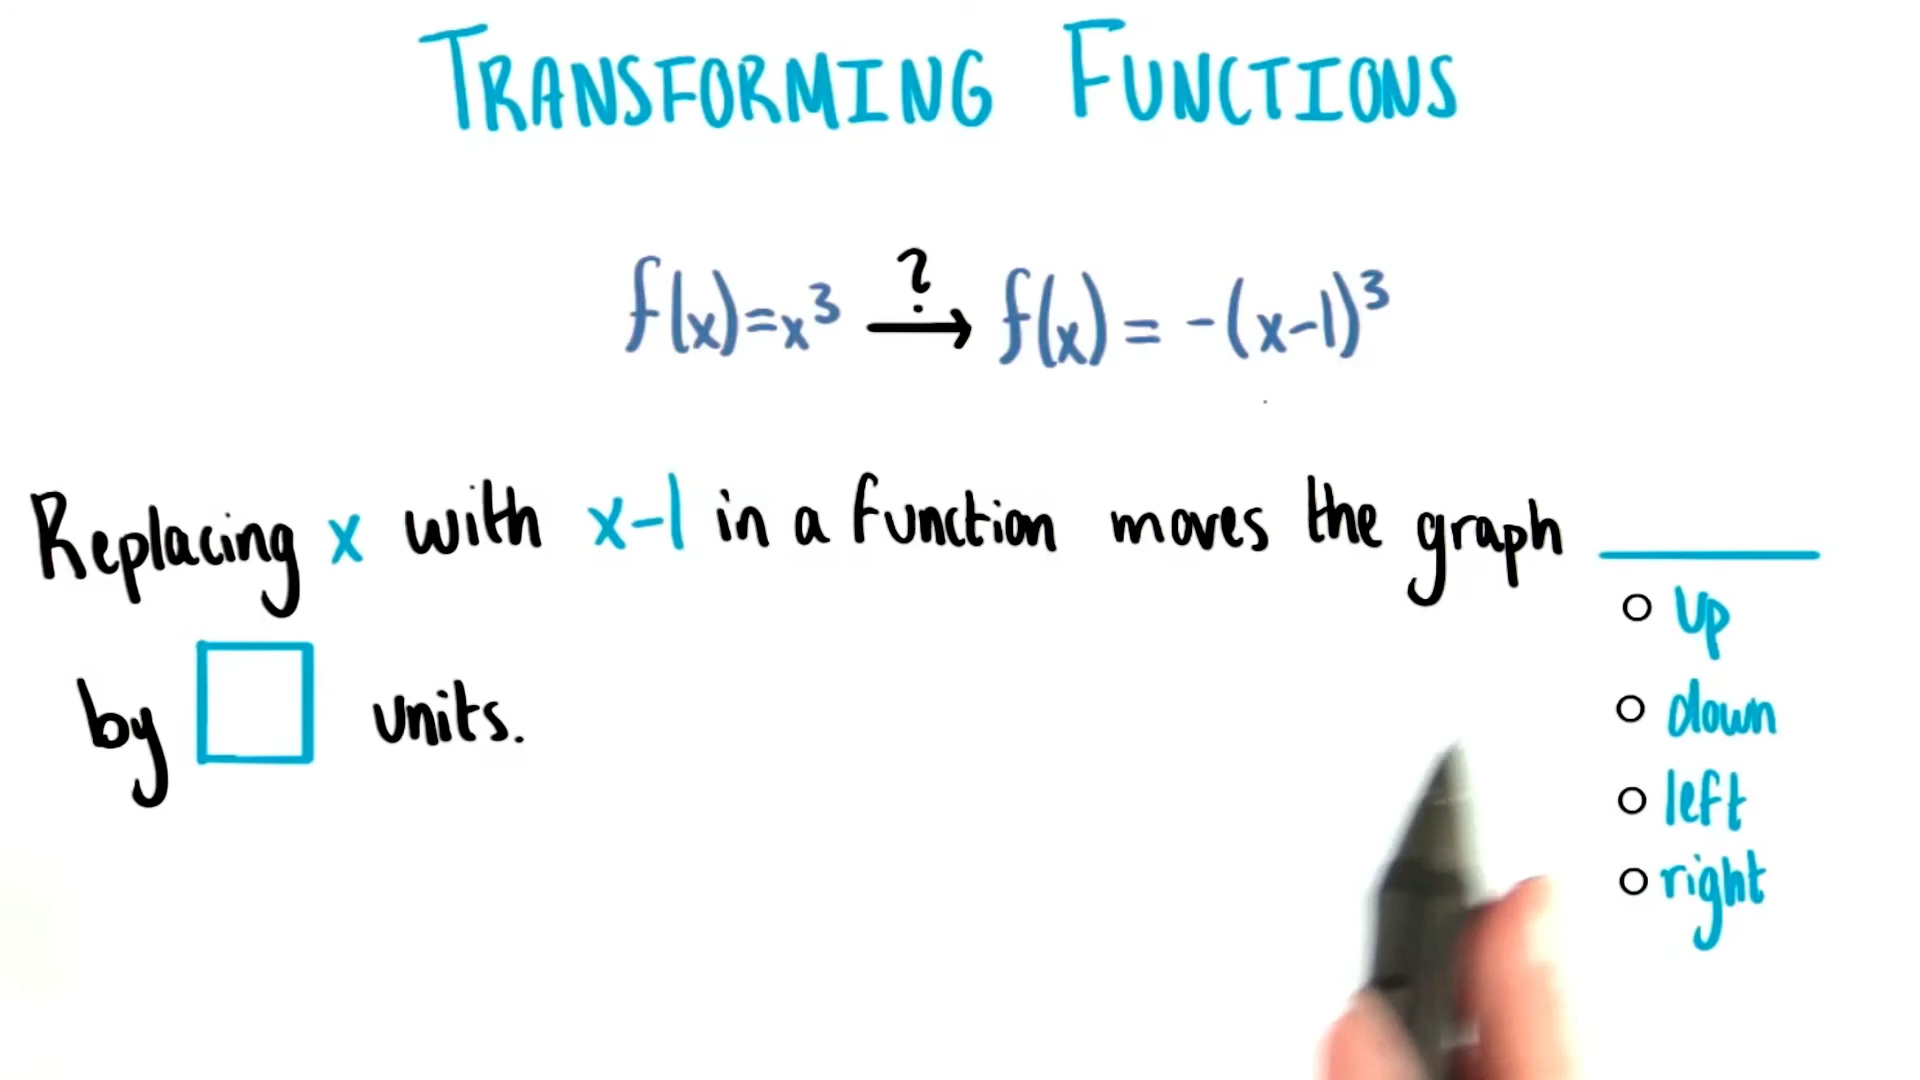 TRANSFORMING FUNCTIONS
f(x)=x³ ?→ f(x) = -(x-1)³
Replacing x with x-1 in a function moves the graph ______
by □ units.
○ up
○ down
○ left
○ right